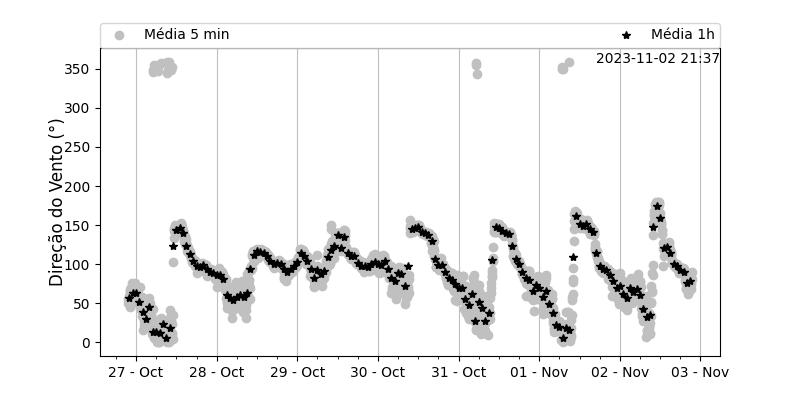 Média 5 min
Média 1h
2023-11-02 21:37
Direção do Vento (°)
350
300
250
200
150
100
50
0
27 - Oct
28 - Oct
29 - Oct
30 - Oct
31 - Oct
01 - Nov
02 - Nov
03 - Nov